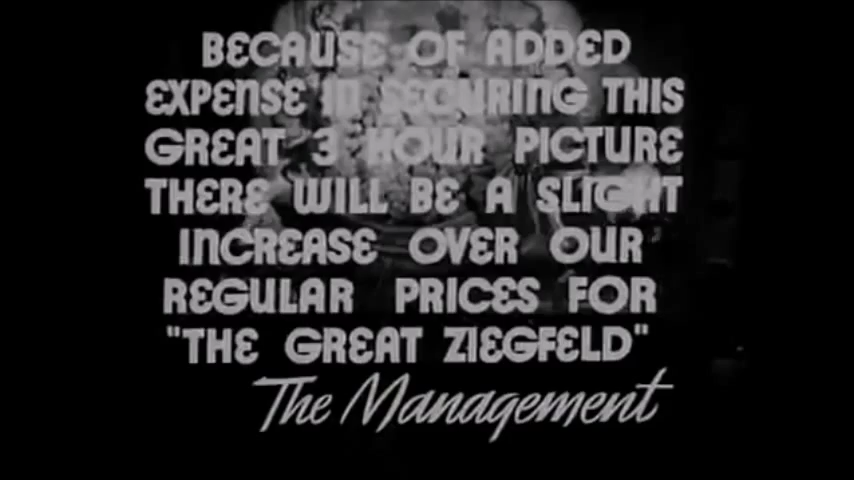 BECAUSE OF ADDED
EXPENSE IN SECURING THIS
GREAT 3 HOUR PICTURE
THERE WILL BE A SLIGHT
INCREASE OVER OUR
REGULAR PRICES FOR
"THE GREAT ZIEGFELD"
The Management